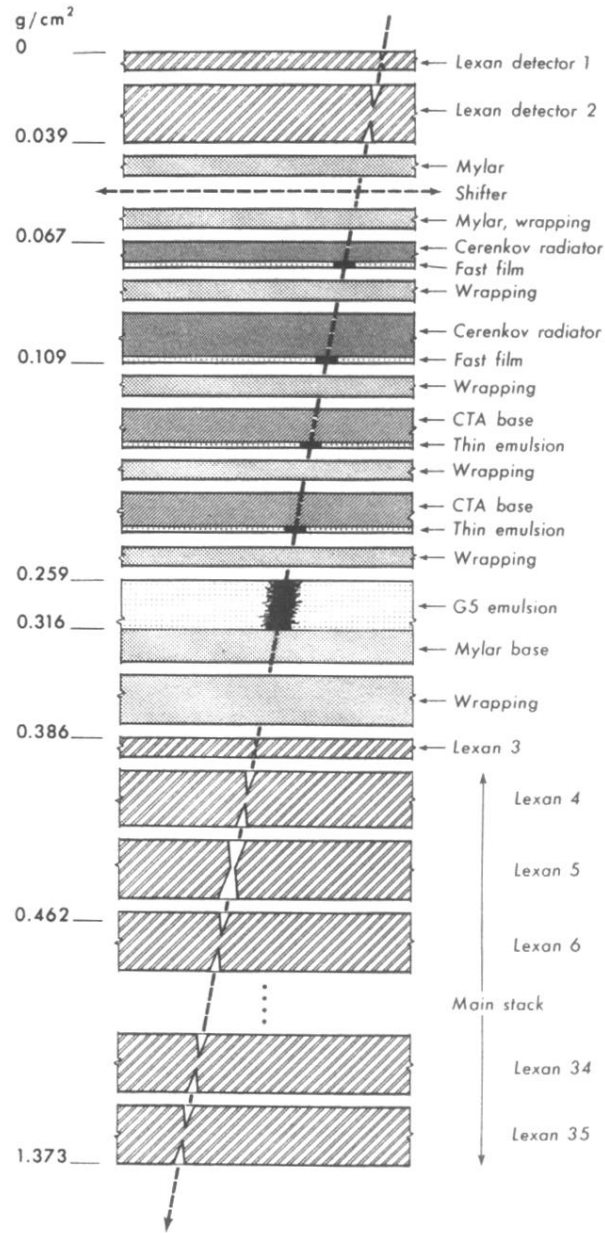 g/cm²
0
Lexan detector 1
Lexan detector 2
0.039
Mylar
Shifter
Mylar, wrapping
0.067
Cerenkov radiator
Fast film
Wrapping
Cerenkov radiator
0.109
Fast film
Wrapping
CTA base
Thin emulsion
Wrapping
CTA base
Thin emulsion
Wrapping
0.259
G5 emulsion
0.316
Mylar base
Wrapping
0.386
Lexan 3
Lexan 4
Lexan 5
0.462
Lexan 6
Main stack
Lexan 34
Lexan 35
1.373